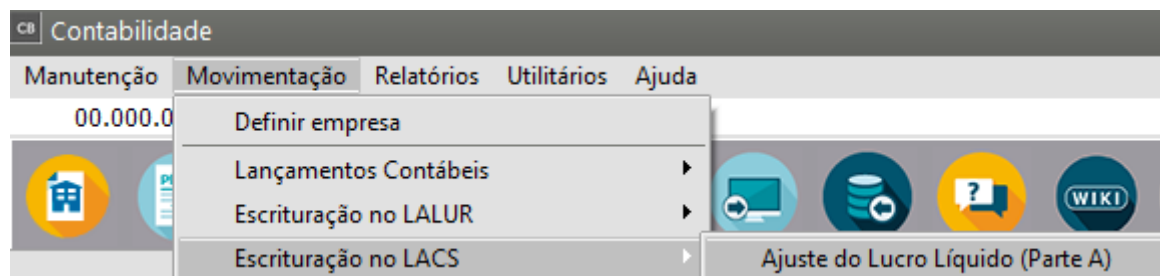 CB Contabilidade
Manutenção Movimentação Relatórios Utilitários Ajuda
00.000.0
Definir empresa
Lançamentos Contábeis
Escrituração no LALUR
Escrituração no LACS
Ajuste do Lucro Líquido (Parte A)
?
WIKI